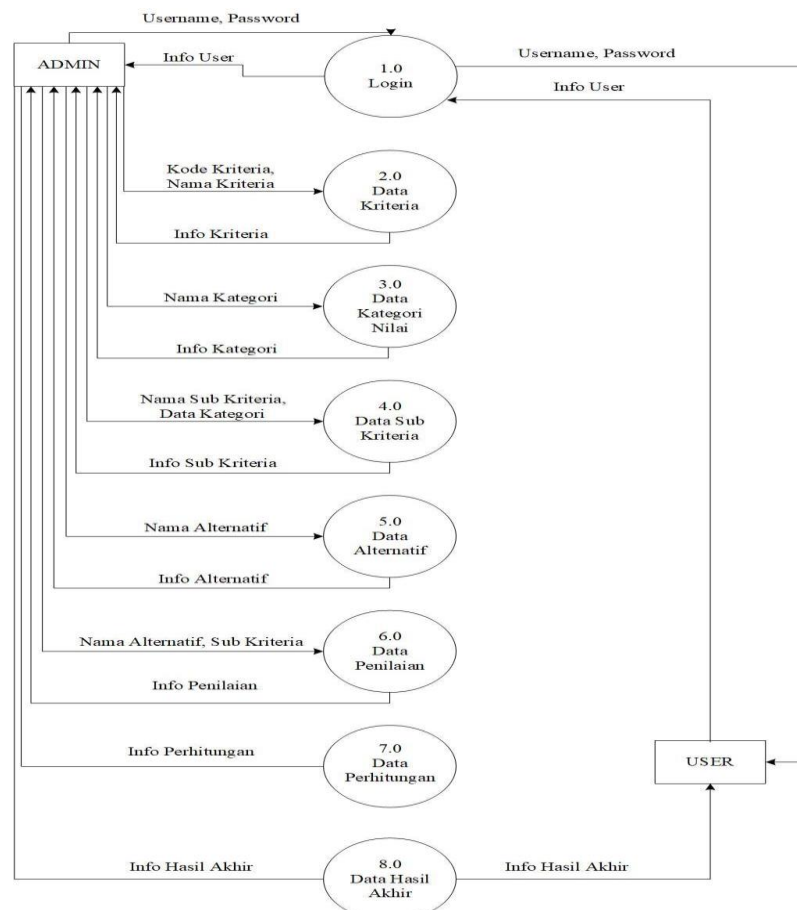 Username, Password
ADMIN
Info User
1.0
Login
Username, Password
Info User
Kode Kriteria,
Nama Kriteria
2.0
Data
Kriteria
Info Kriteria
Nama Kategori
3.0
Data
Kategori
Nilai
Info Kategori
Nama Sub Kriteria,
Data Kategori
4.0
Data Sub
Kriteria
Info Sub Kriteria
Nama Alternatif
5.0
Data
Alternatif
Info Alternatif
Nama Alternatif, Sub Kriteria
6.0
Data
Penilaian
Info Penilaian
Info Perhitungan
7.0
Data
Perhitungan
USER
Info Hasil Akhir
8.0
Data Hasil
Akhir
Info Hasil Akhir